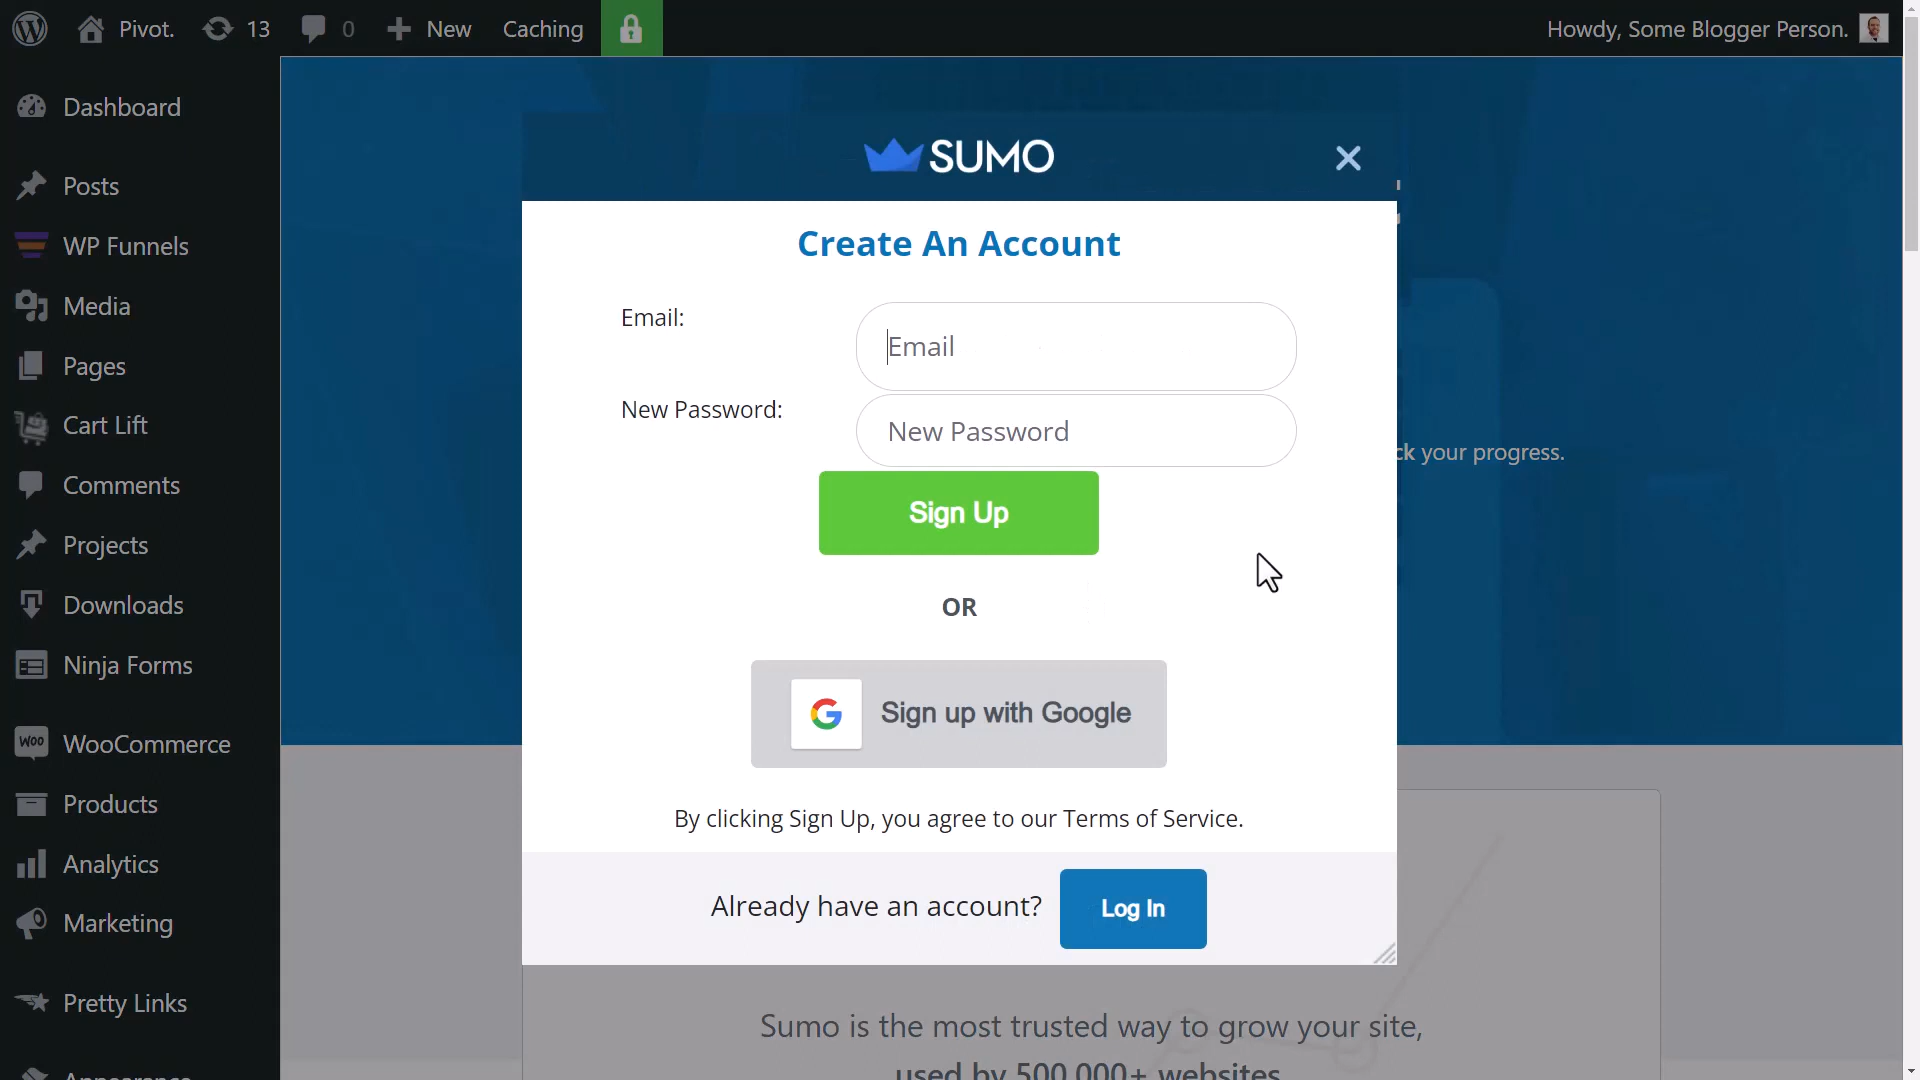 Pivot.
13
0
New
Caching
Howdy, Some Blogger Person.
Dashboard
Posts
WP Funnels
Media
Pages
Cart Lift
Comments
Projects
Downloads
Ninja Forms
WOO
WooCommerce
Products
Analytics
Marketing
Pretty Links
Appearance
SUMO
Create An Account
Email:
Email
New Password:
New Password
Sign Up
OR
G
Sign up with Google
By clicking Sign Up, you agree to our Terms of Service.
Already have an account?
Log In
ck your progress.
Sumo is the most trusted way to grow your site,
used by 500,000+ websites